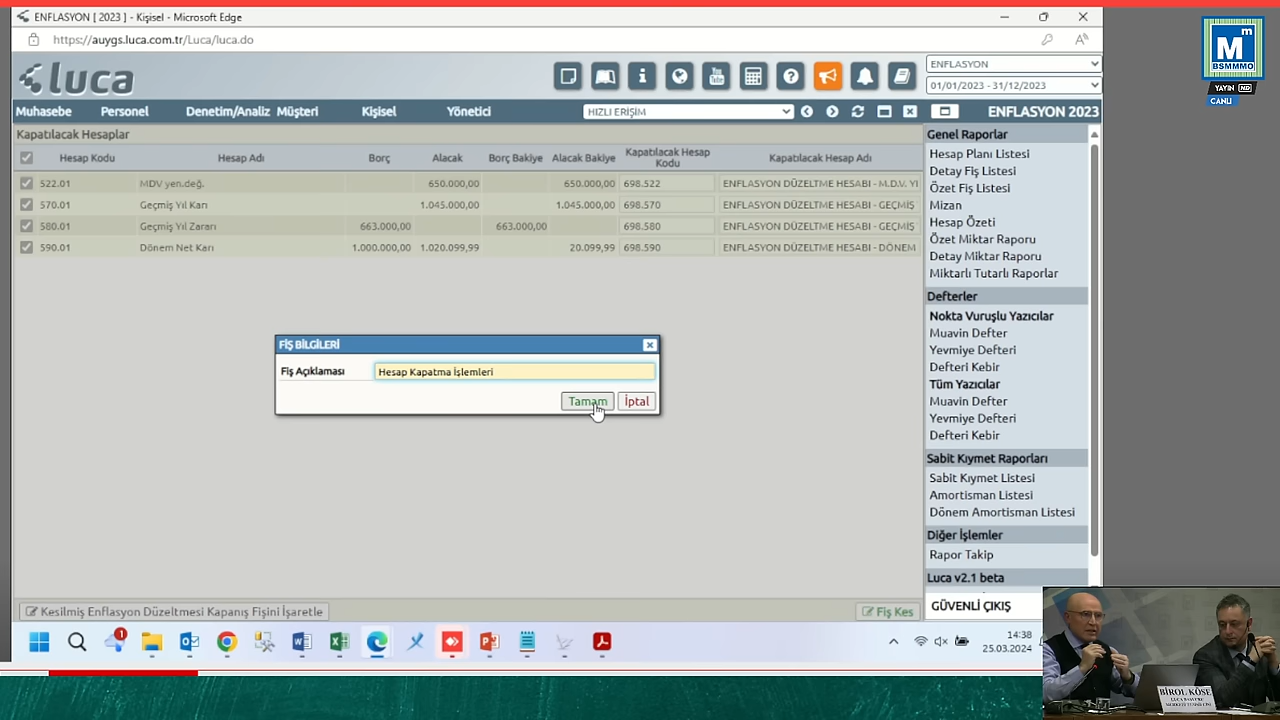 ENFLASYON [ 2023 ] - Kişisel - Microsoft Edge
https://auygs.luca.com.tr/Luca/luca.do
luca
ENFLASYON
01/01/2023 - 31/12/2023
Muhasebe Personel Denetim/Analiz Müşteri Kişisel Yönetici HIZLI ERİŞİM ENFLASYON 2023
Kapatılacak Hesaplar
Hesap Kodu Hesap Adı Borç Alacak Borç Bakiye Alacak Bakiye Kapatılacak Hesap Kodu Kapatılacak Hesap Adı
522.01 MDV yen.değ. 650.000,00 650.000,00 698.522 ENFLASYON DÜZELTME HESABI - M.D.V. YI
570.01 Geçmiş Yıl Karı 1.045.000,00 1.045.000,00 698.570 ENFLASYON DÜZELTME HESABI - GEÇMİŞ
580.01 Geçmiş Yıl Zararı 663.000,00 663.000,00 698.580 ENFLASYON DÜZELTME HESABI - GEÇMİŞ
590.01 Dönem Net Karı 1.000.000,00 1.020.099,99 20.099,99 698.590 ENFLASYON DÜZELTME HESABI - DÖNEM
FİŞ BİLGİLERİ
Fiş Açıklaması Hesap Kapatma İşlemleri
Tamam İptal
Kesilmiş Enflasyon Düzeltmesi Kapanış Fişini İşaretle
Fiş Kes
Genel Raporlar
Hesap Planı Listesi
Detay Fiş Listesi
Özet Fiş Listesi
Mizan
Hesap Özeti
Özet Miktar Raporu
Detay Miktar Raporu
Miktarlı Tutarlı Raporlar
Defterler
Nokta Vuruşlu Yazıcılar
Muavin Defter
Yevmiye Defteri
Defteri Kebir
Tüm Yazıcılar
Muavin Defter
Yevmiye Defteri
Defteri Kebir
Sabit Kıymet Raporları
Sabit Kıymet Listesi
Amortisman Listesi
Dönem Amortisman Listesi
Diğer İşlemler
Rapor Takip
Luca v2.1 beta
GÜVENLİ ÇIKIŞ
14:38
25.03.2024
M m
BSMMMO
YAYIN HD
CANLI
BİROL KÖSE